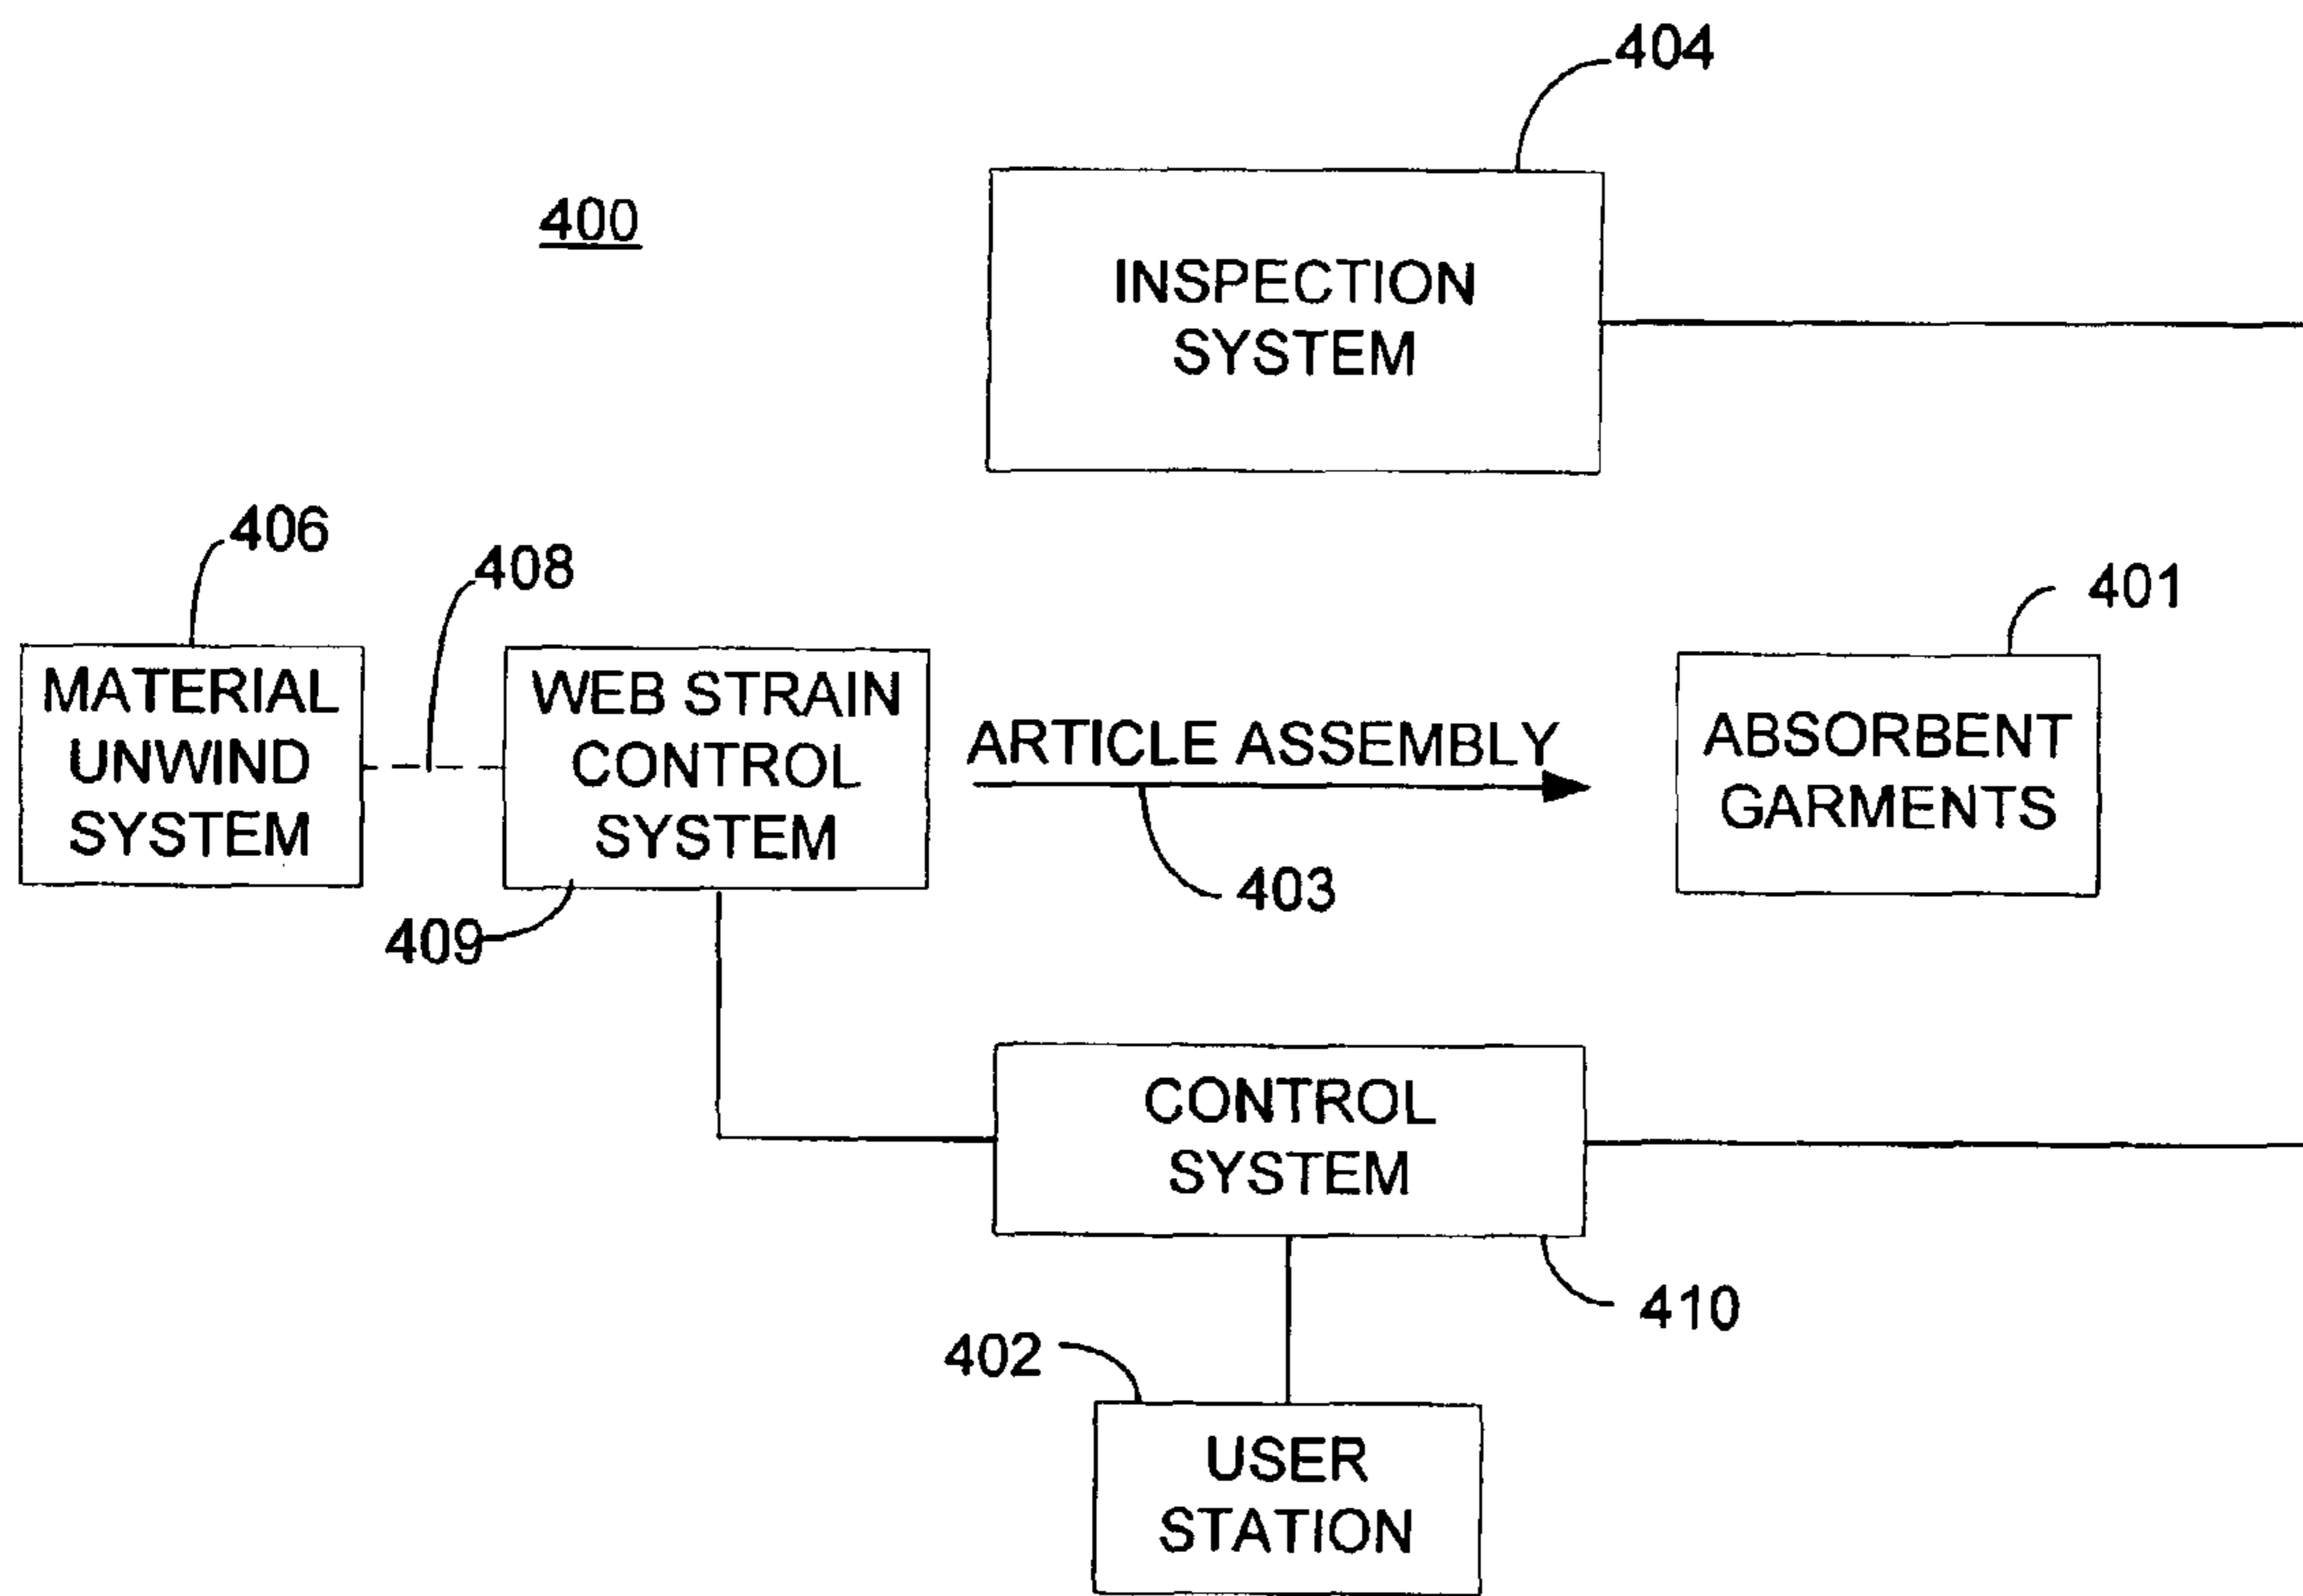 404
400
INSPECTION
SYSTEM
406
408
401
MATERIAL
UNWIND
SYSTEM
WEB STRAIN
CONTROL
SYSTEM
ARTICLE ASSEMBLY
ABSORBENT
GARMENTS
403
409
CONTROL
SYSTEM
410
402
USER
STATION